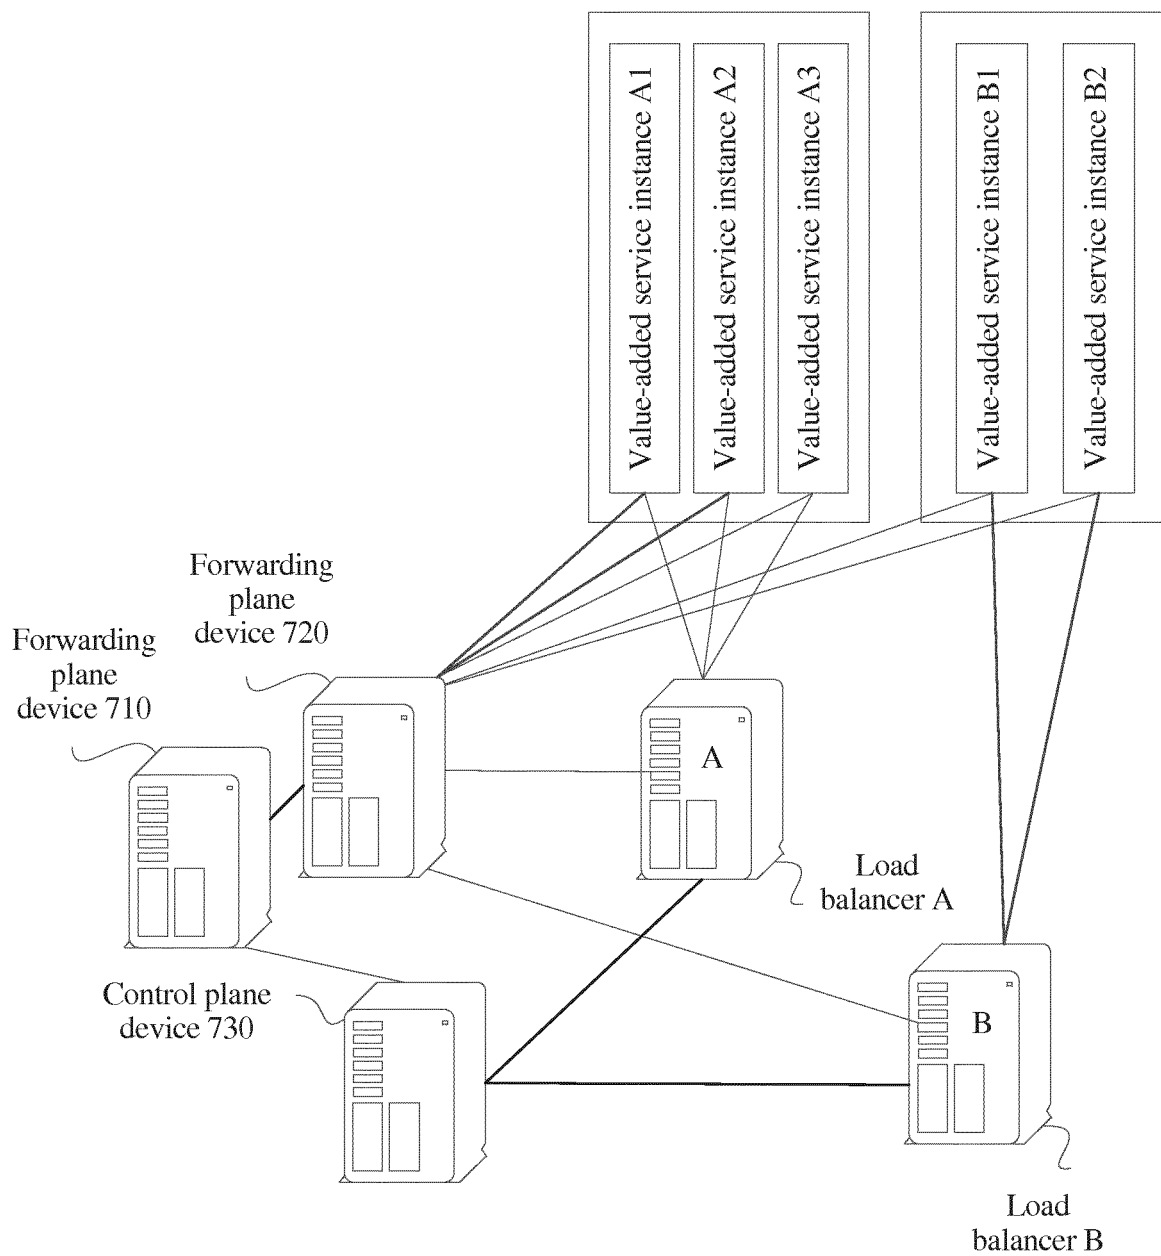 Value-added service instance A1
Value-added service instance A2
Value-added service instance A3
Value-added service instance B1
Value-added service instance B2
Forwarding
plane
device 720
Forwarding
plane
device 710
A
Load
balancer A
Control plane
device 730
B
Load
balancer B